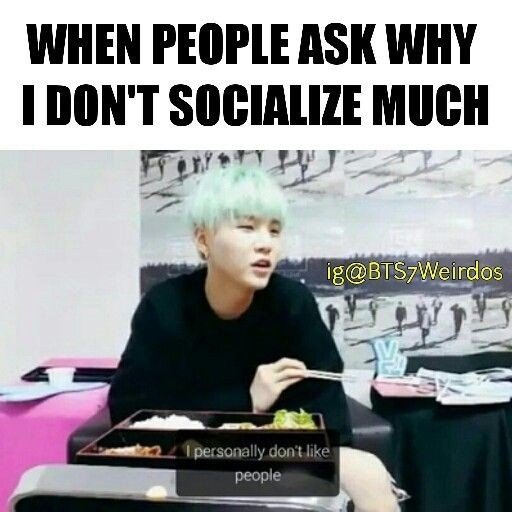 WHEN PEOPLE ASK WHY
I DON'T SOCIALIZE MUCH
ig@BTS7Weirdos
V
I personally don't like
people